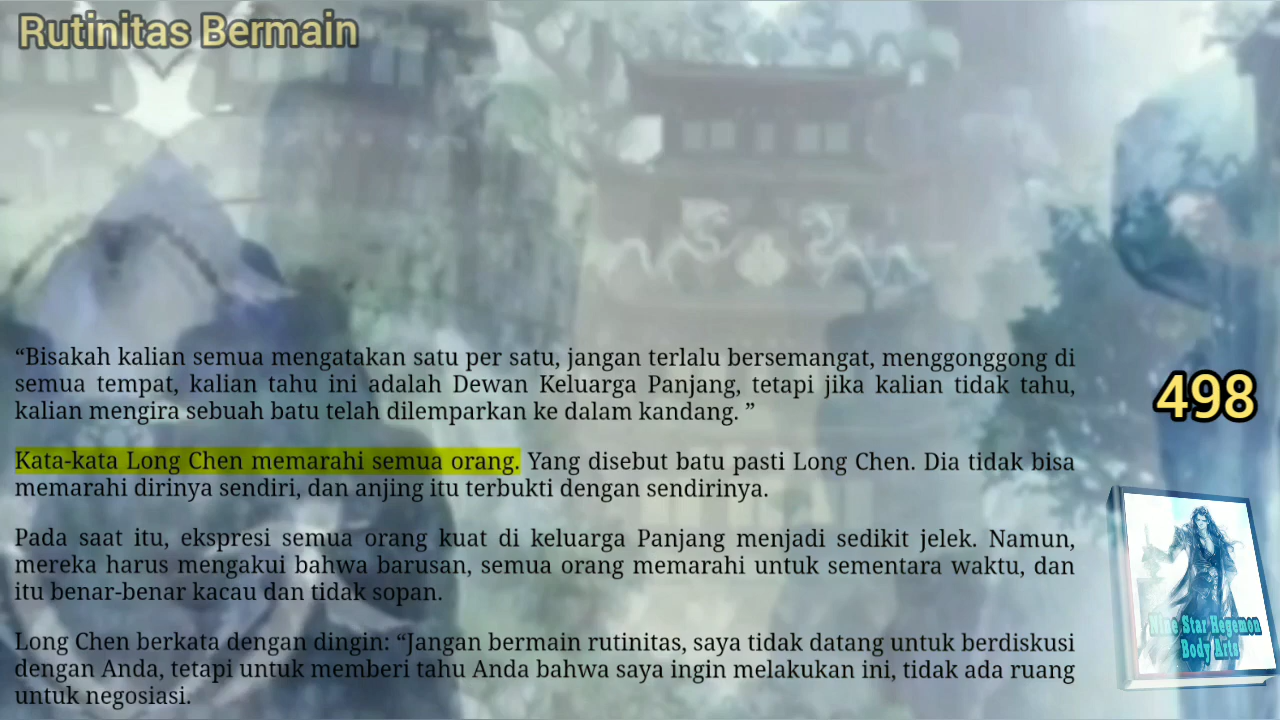 Rutinitas Bermain
“Bisakah kalian semua mengatakan satu per satu, jangan terlalu bersemangat, menggonggong di
semua tempat, kalian tahu ini adalah Dewan Keluarga Panjang, tetapi jika kalian tidak tahu,
kalian mengira sebuah batu telah dilemparkan ke dalam kandang. ”
Kata-kata Long Chen memarahi semua orang. Yang disebut batu pasti Long Chen. Dia tidak bisa
memarahi dirinya sendiri, dan anjing itu terbukti dengan sendirinya.
Pada saat itu, ekspresi semua orang kuat di keluarga Panjang menjadi sedikit jelek. Namun,
mereka harus mengakui bahwa barusan, semua orang memarahi untuk sementara waktu, dan
itu benar-benar kacau dan tidak sopan.
Long Chen berkata dengan dingin: “Jangan bermain rutinitas, saya tidak datang untuk berdiskusi
dengan Anda, tetapi untuk memberi tahu Anda bahwa saya ingin melakukan ini, tidak ada ruang
untuk negosiasi.
498
Nine Star Hegemon
Body Arts